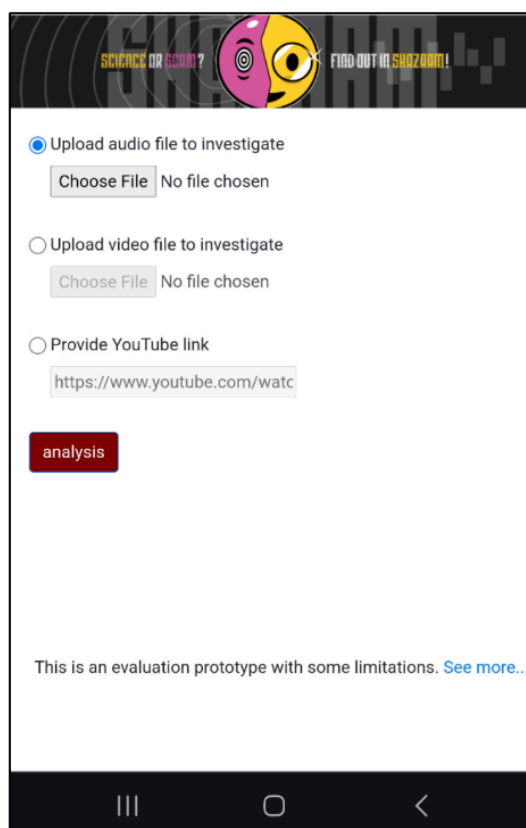 SHAZAAM
SCIENCE OR SCAM?
FIND OUT IN SHAZAAM!
Upload audio file to investigate
Choose File No file chosen
Upload video file to investigate
Choose File No file chosen
Provide YouTube link
https://www.youtube.com/watc
analysis
This is an evaluation prototype with some limitations. See more...